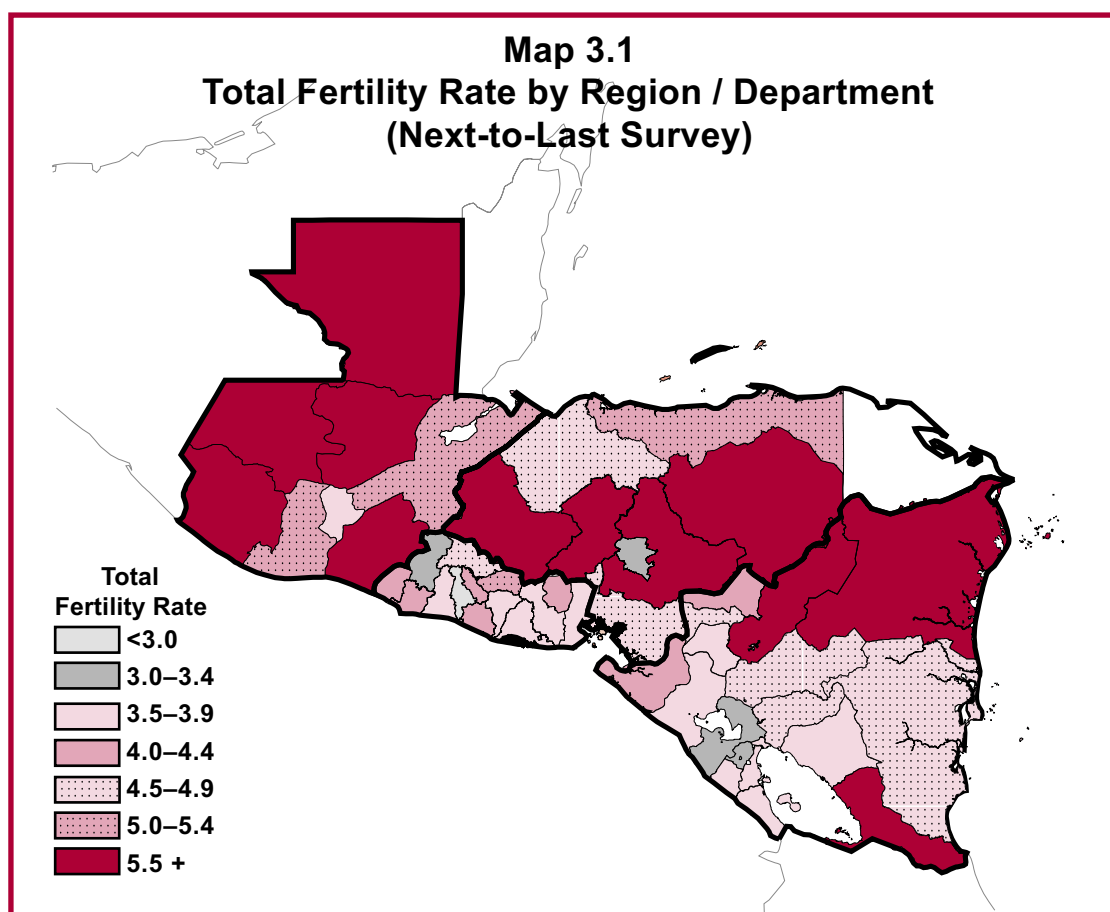 Map 3.1
Total Fertility Rate by Region / Department
(Next-to-Last Survey)
Total
Fertility Rate
<3.0
3.0–3.4
3.5–3.9
4.0–4.4
4.5–4.9
5.0–5.4
5.5 +